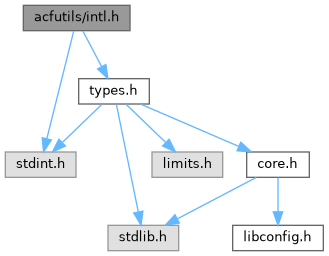 acfutils/intl.h
types.h
stdint.h
limits.h
core.h
stdlib.h
libconfig.h